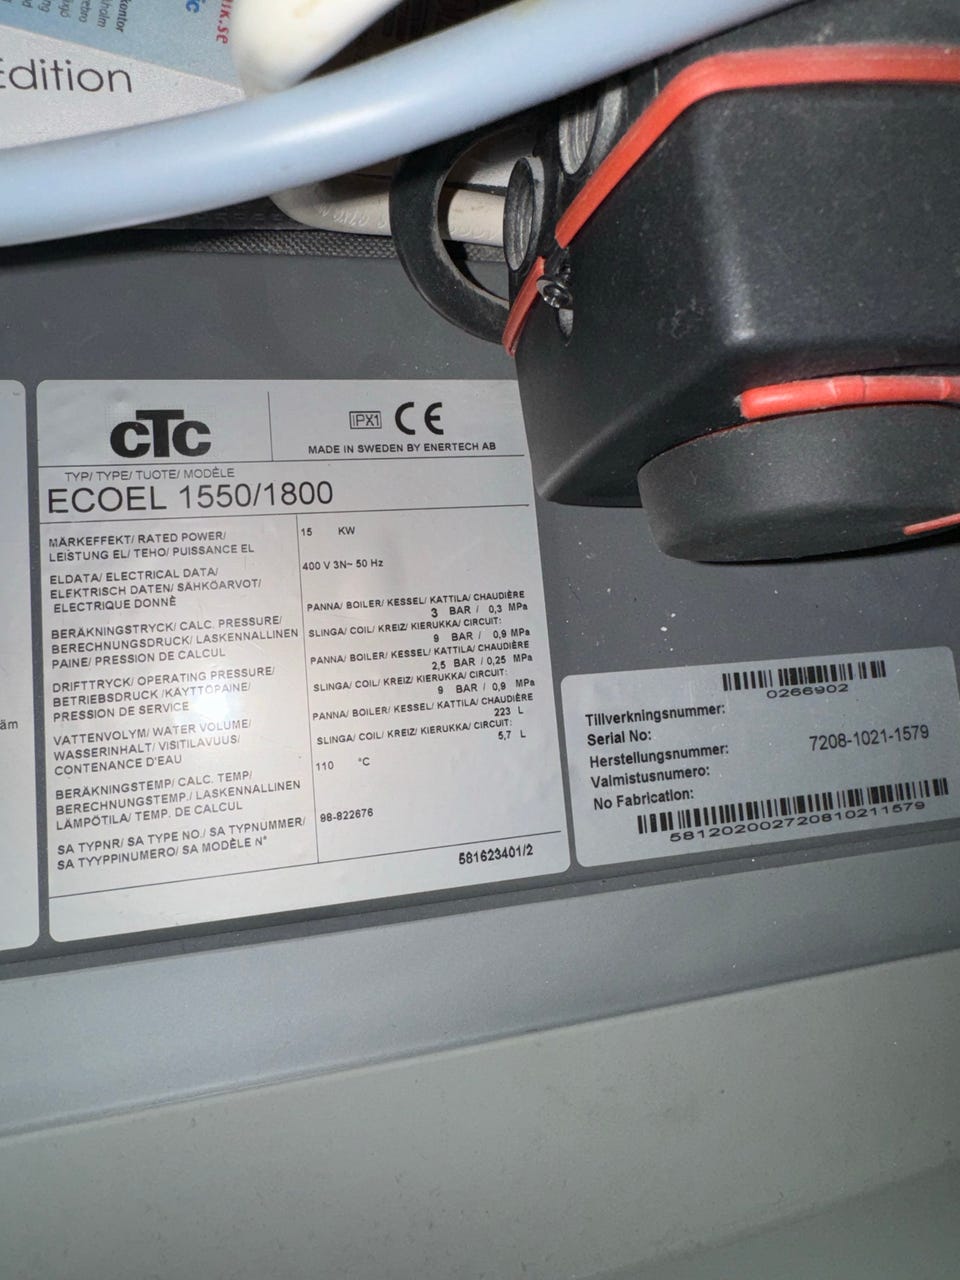 IK.se
Edition
CTC
IPX1 CE
MADE IN SWEDEN BY ENERTECH AB
TYP/ TYPE/ TUOTE/ MODÈLE
ECOEL 1550/1800
MÄRKEFFEKT/ RATED POWER/
LEISTUNG EL/ TEHO/ PUISSANCE EL
15 KW
ELDATA/ ELECTRICAL DATA/
ELEKTRISCH DATEN/ SÄHKÖARVOT/
ELECTRIQUE DONNÈ
400 V 3N~ 50 Hz
BERÄKNINGSTRYCK/ CALC. PRESSURE/
BERECHNUNGSDRUCK/ LASKENNALLINEN
PAINE/ PRESSION DE CALCUL
PANNA/ BOILER/ KESSEL/ KATTILA/ CHAUDIÈRE
3 BAR / 0,3 MPa
SLINGA/ COIL/ KREIZ/ KIERUKKA/ CIRCUIT:
9 BAR / 0,9 MPa
DRIFTTRYCK/ OPERATING PRESSURE/
BETRIEBSDRUCK /KÄYTTÖPAINE/
PRESSION DE SERVICE
PANNA/ BOILER/ KESSEL/ KATTILA/ CHAUDIÈRE
2,5 BAR / 0,25 MPa
SLINGA/ COIL/ KREIZ/ KIERUKKA/ CIRCUIT:
9 BAR / 0,9 MPa
VATTENVOLYM/ WATER VOLUME/
WASSERINHALT/ VISITILAVUUS/
CONTENANCE D'EAU
PANNA/ BOILER/ KESSEL/ KATTILA/ CHAUDIÈRE
223 L
SLINGA/ COIL/ KREIZ/ KIERUKKA/ CIRCUIT:
5,7 L
BERÄKNINGSTEMP/ CALC. TEMP/
BERECHNUNGSTEMP./ LASKENNALLINEN
LÄMPÖTILA/ TEMP. DE CALCUL
110 °C
SA TYPNR/ SA TYPE NO./ SA TYPNUMMER/
SA TYYPPINUMERO/ SA MODÈLE N°
98-822676
581623401/2
0266902
Tillverkningsnummer:
Serial No:
Herstellungsnummer:
Valmistusnumero:
No Fabrication:
7208-1021-1579
581202002720810211579
äm